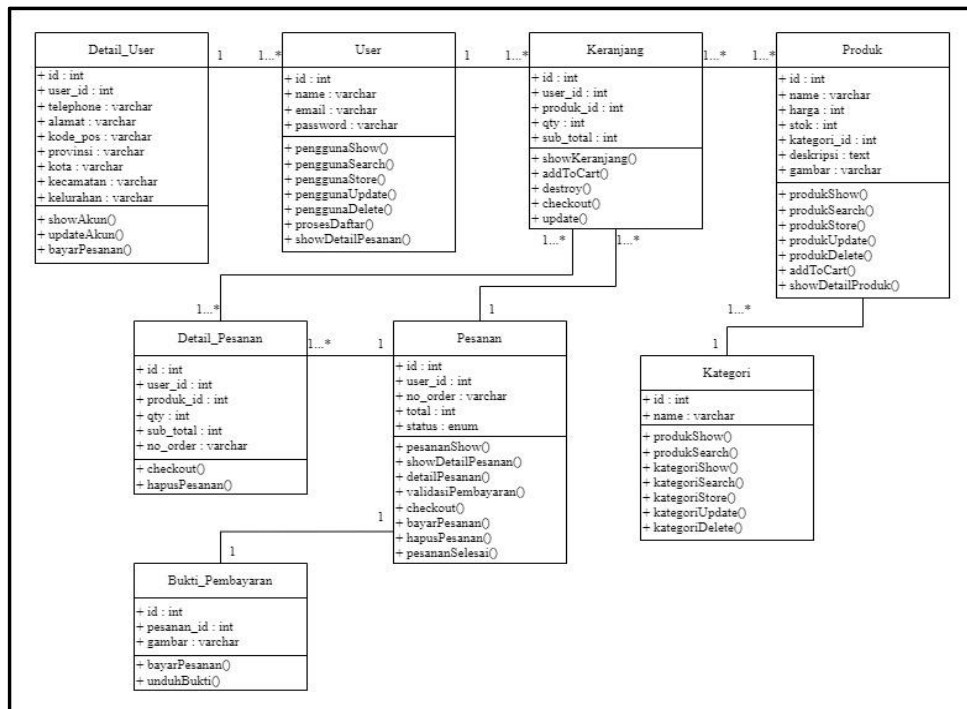 Detail_User
+ id : int
+ user_id : int
+ telephone : varchar
+ alamat : varchar
+ kode_pos : varchar
+ provinsi : varchar
+ kota : varchar
+ kecamatan : varchar
+ kelurahan : varchar
+ showAkun()
+ updateAkun()
+ bayarPesanan()
1
1...*
User
+ id : int
+ name : varchar
+ email : varchar
+ password : varchar
+ penggunaShow()
+ penggunaSearch()
+ penggunaStore()
+ penggunaUpdate()
+ penggunaDelete()
+ prosesDaftar()
+ showDetailPesanan()
1
1...*
Keranjang
+ id : int
+ user_id : int
+ produk_id : int
+ qty : int
+ sub_total : int
+ showKeranjang()
+ addToCart()
+ destroy()
+ checkout()
+ update()
1...*
1...*
Produk
+ id : int
+ name : varchar
+ harga : int
+ stok : int
+ kategori_id : int
+ deskripsi : text
+ gambar : varchar
+ produkShow()
+ produkSearch()
+ produkStore()
+ produkUpdate()
+ produkDelete()
+ addToCart()
+ showDetailProduk()
1...*
1...*
1...*
1
1...*
1
Detail_Pesanan
+ id : int
+ user_id : int
+ produk_id : int
+ qty : int
+ sub_total : int
+ no_order : varchar
+ checkout()
+ hapusPesanan()
1...*
1
Pesanan
+ id : int
+ user_id : int
+ no_order : varchar
+ total : int
+ status : enum
+ pesananShow()
+ showDetailPesanan()
+ detailPesanan()
+ validasiPembayaran()
+ checkout()
+ bayarPesanan()
+ hapusPesanan()
+ pesananSelesai()
Kategori
+ id : int
+ name : varchar
+ produkShow()
+ produkSearch()
+ kategoriShow()
+ kategoriSearch()
+ kategoriStore()
+ kategoriUpdate()
+ kategoriDelete()
1
1
Bukti_Pembayaran
+ id : int
+ pesanan_id : int
+ gambar : varchar
+ bayarPesanan()
+ unduhBukti()